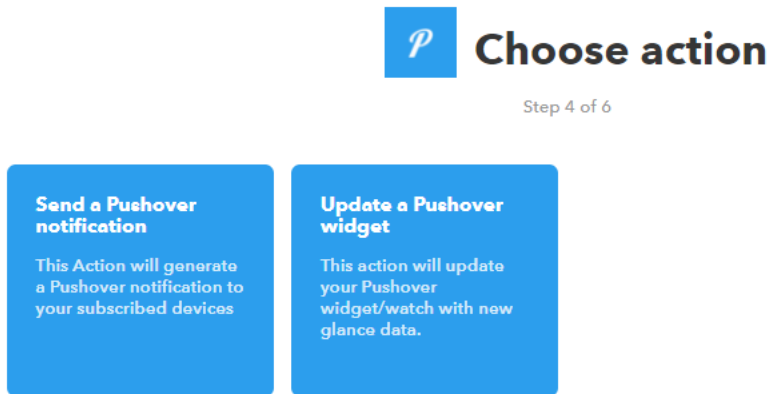 P
Choose action
Step 4 of 6
Send a Pushover
notification
This Action will generate
a Pushover notification to
your subscribed devices
Update a Pushover
widget
This action will update
your Pushover
widget/watch with new
glance data.